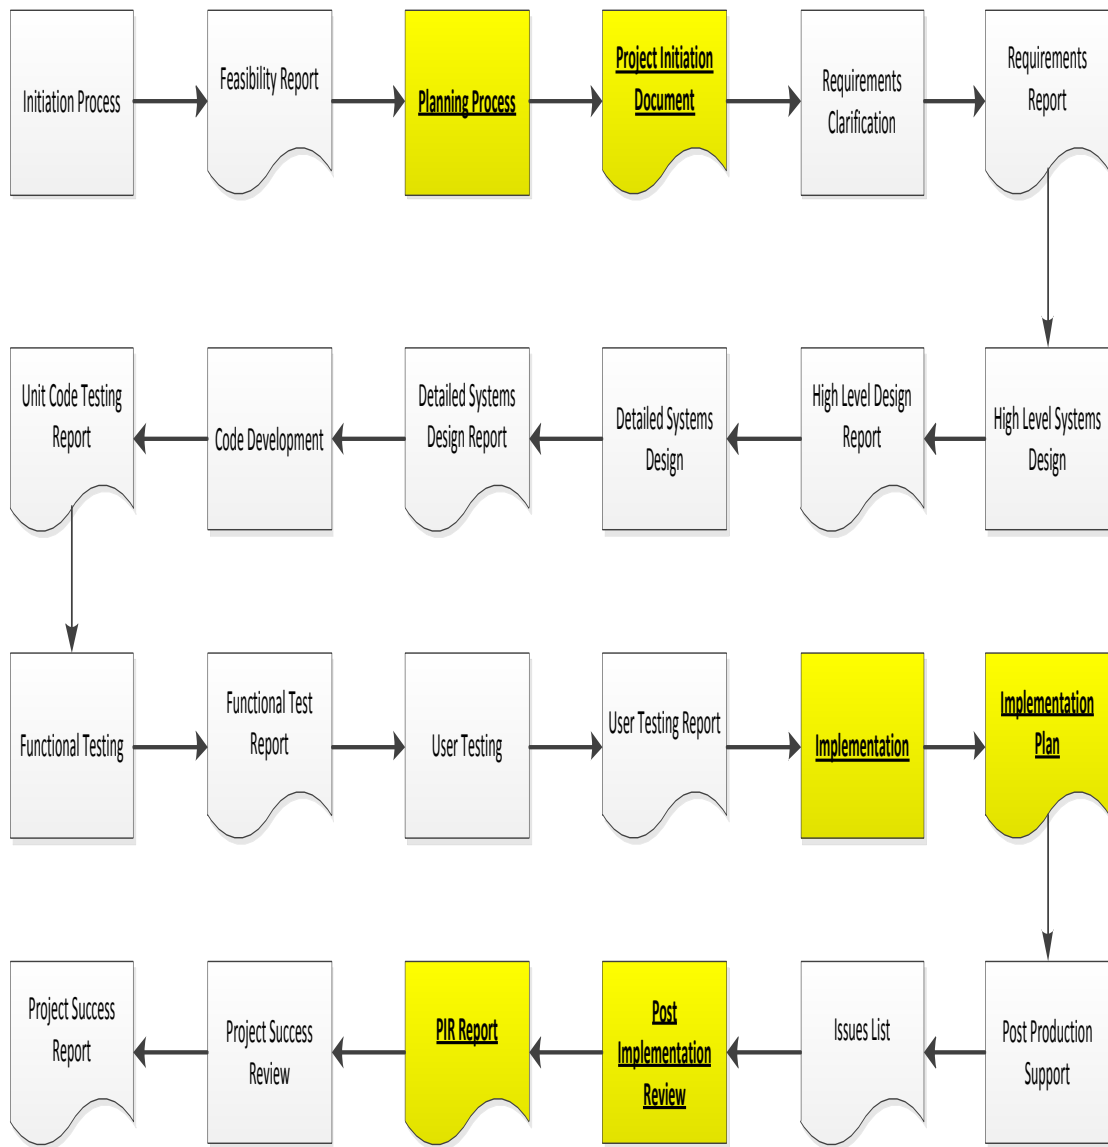 Initiation Process
Feasibility Report
Planning Process
Project Initiation
Document
Requirements
Clarification
Requirements
Report
Unit Code Testing
Report
Code Development
Detailed Systems
Design Report
Detailed Systems
Design
High Level Design
Report
High Level Systems
Design
Functional Testing
Functional Test
Report
User Testing
User Testing Report
Implementation
Implementation
Plan
Project Success
Report
Project Success
Review
PIR Report
Post
Implementation
Review
Issues List
Post Production
Support